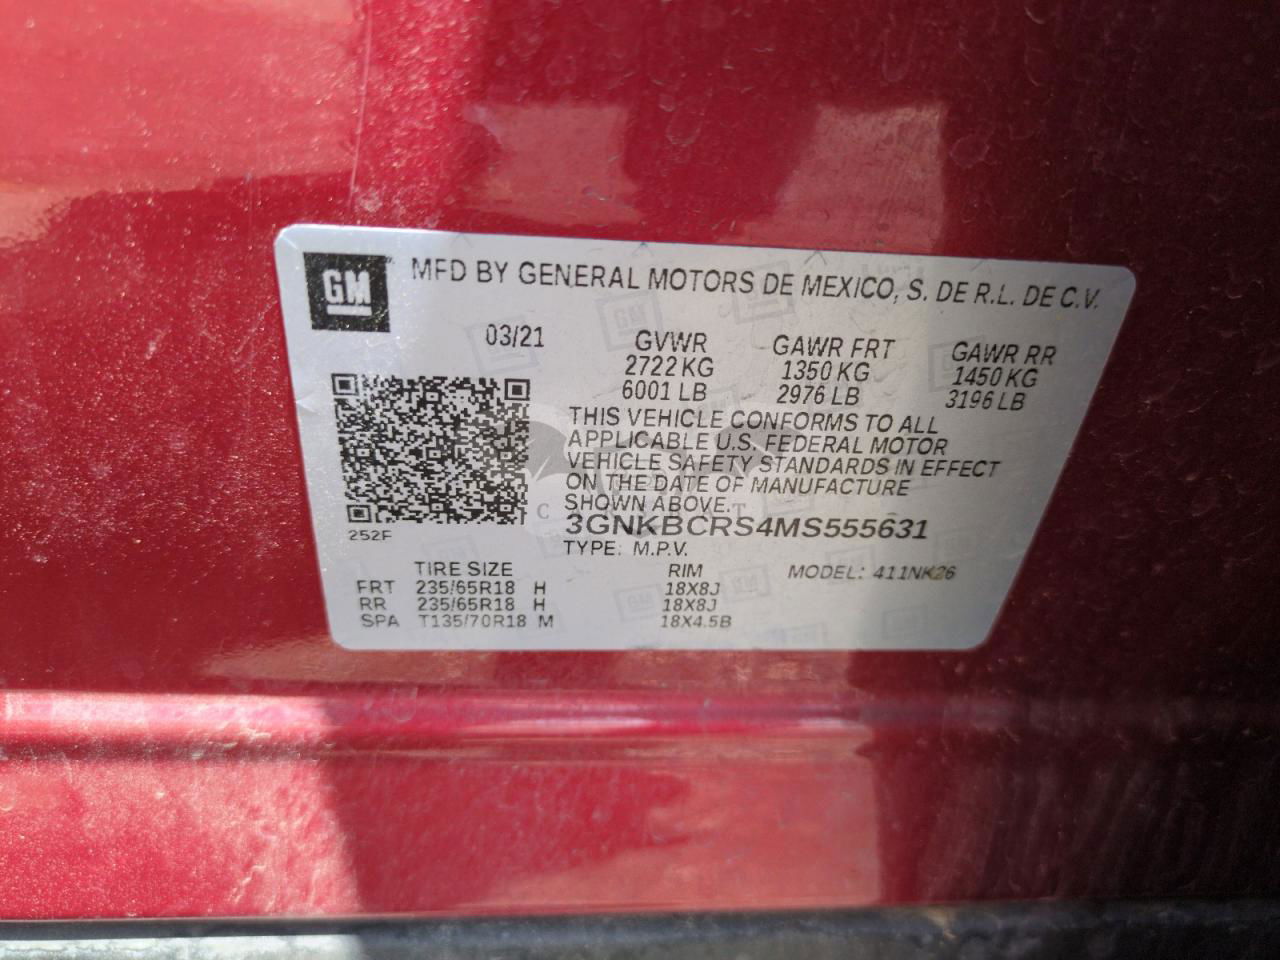 GM
MFD BY GENERAL MOTORS DE MEXICO, S. DE R.L. DE C.V.
03/21 GVWR GAWR FRT GAWR RR
2722 KG 1350 KG 1450 KG
6001 LB 2976 LB 3196 LB
THIS VEHICLE CONFORMS TO ALL
APPLICABLE U.S. FEDERAL MOTOR
VEHICLE SAFETY STANDARDS IN EFFECT
ON THE DATE OF MANUFACTURE
SHOWN ABOVE.
3GNKBCRS4MS555631
252F
TYPE: M.P.V.
TIRE SIZE RIM MODEL: 411NK26
FRT 235/65R18 H 18X8J
RR 235/65R18 H 18X8J
SPA T135/70R18 M 18X4.5B